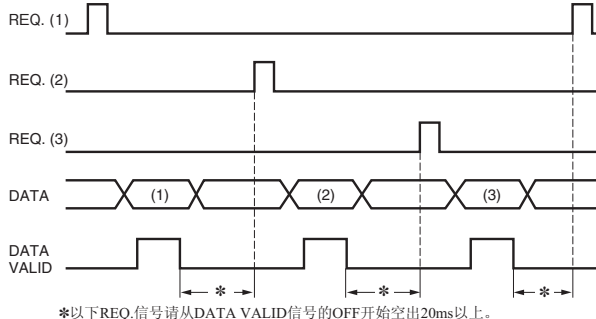 REQ. (1)
REQ. (2)
REQ. (3)
DATA (1) (2) (3)
DATA
VALID
* * *
*以下REQ.信号请从DATA VALID信号的OFF开始空出20ms以上。